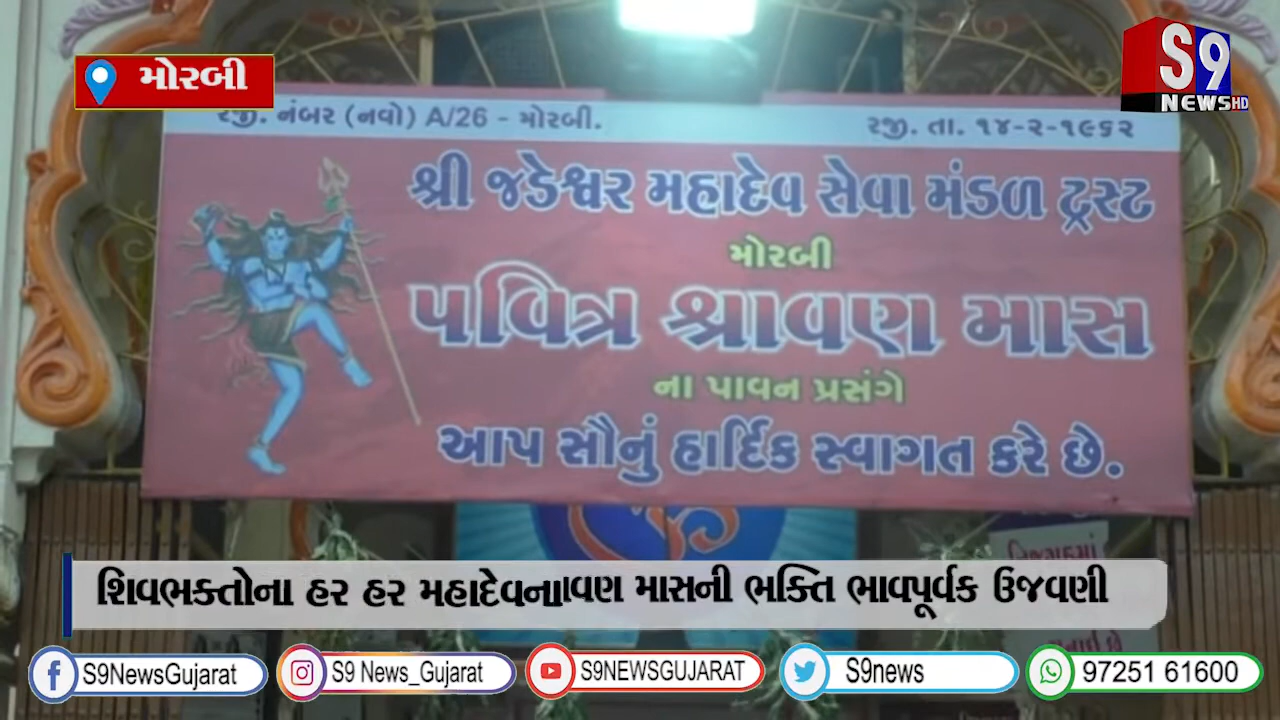 મોરબી
S9
NEWS HD
રજી. નંબર (નવો) A/26 - મોરબી.
રજી. તા. ૧૪-૨-૧૯૬૨
શ્રી જડેશ્વર મહાદેવ સેવા મંડળ ટ્રસ્ટ
મોરબી
પવિત્ર શ્રાવણ માસ
ના પાવન પ્રસંગે
આપ સૌનું હાર્દિક સ્વાગત કરે છે.
શિવભક્તોના હર હર મહાદેવનાાવણ માસની ભક્તિ ભાવપૂર્વક ઉજવણી
S9NewsGujarat
S9 News_Gujarat
S9NEWSGUJARAT
S9news
97251 61600